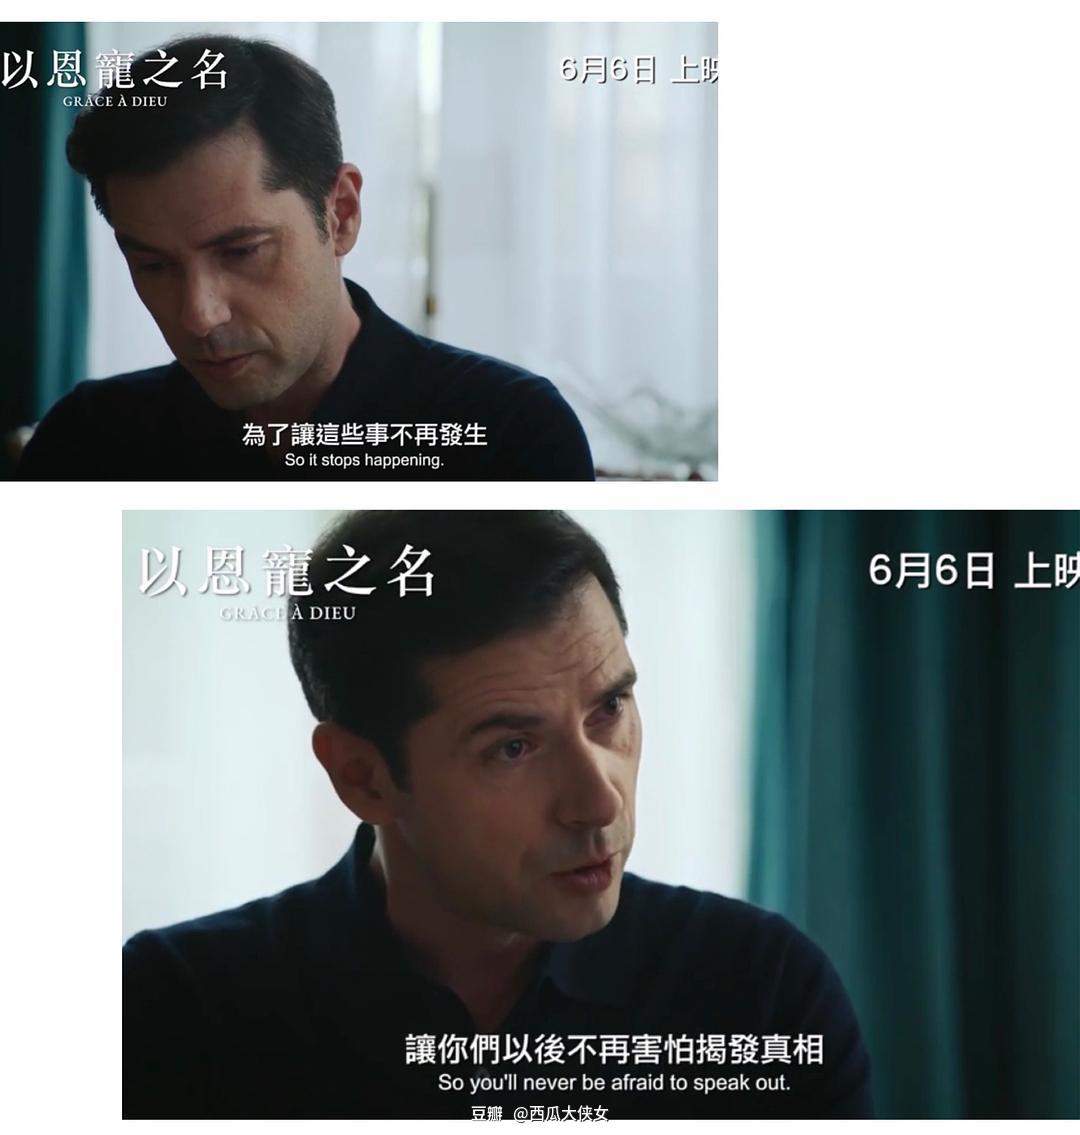 以恩寵之名
GRÂCE À DIEU
6月6日 上映
為了讓這些事不再發生
So it stops happening.
以恩寵之名
GRÂCE À DIEU
6月6日 上映
讓你們以後不再害怕揭發真相
So you'll never be afraid to speak out.
豆瓣 @西瓜大侠女